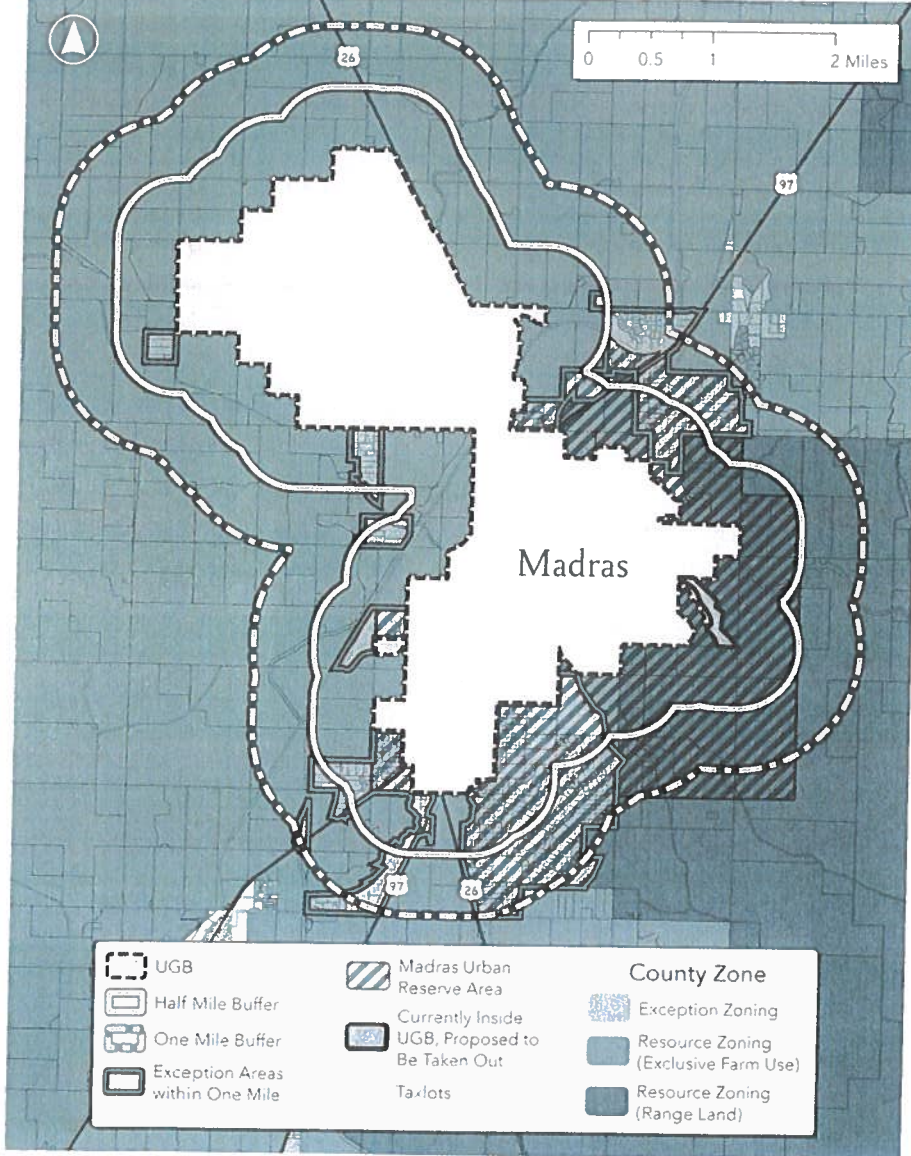 26
0 0.5 1 2 Miles
97
Madras
97
26
UGB
Half Mile Buffer
One Mile Buffer
Exception Areas
within One Mile
Madras Urban
Reserve Area
Currently Inside
UGB, Proposed to
Be Taken Out
Taxlots
County Zone
Exception Zoning
Resource Zoning
(Exclusive Farm Use)
Resource Zoning
(Range Land)